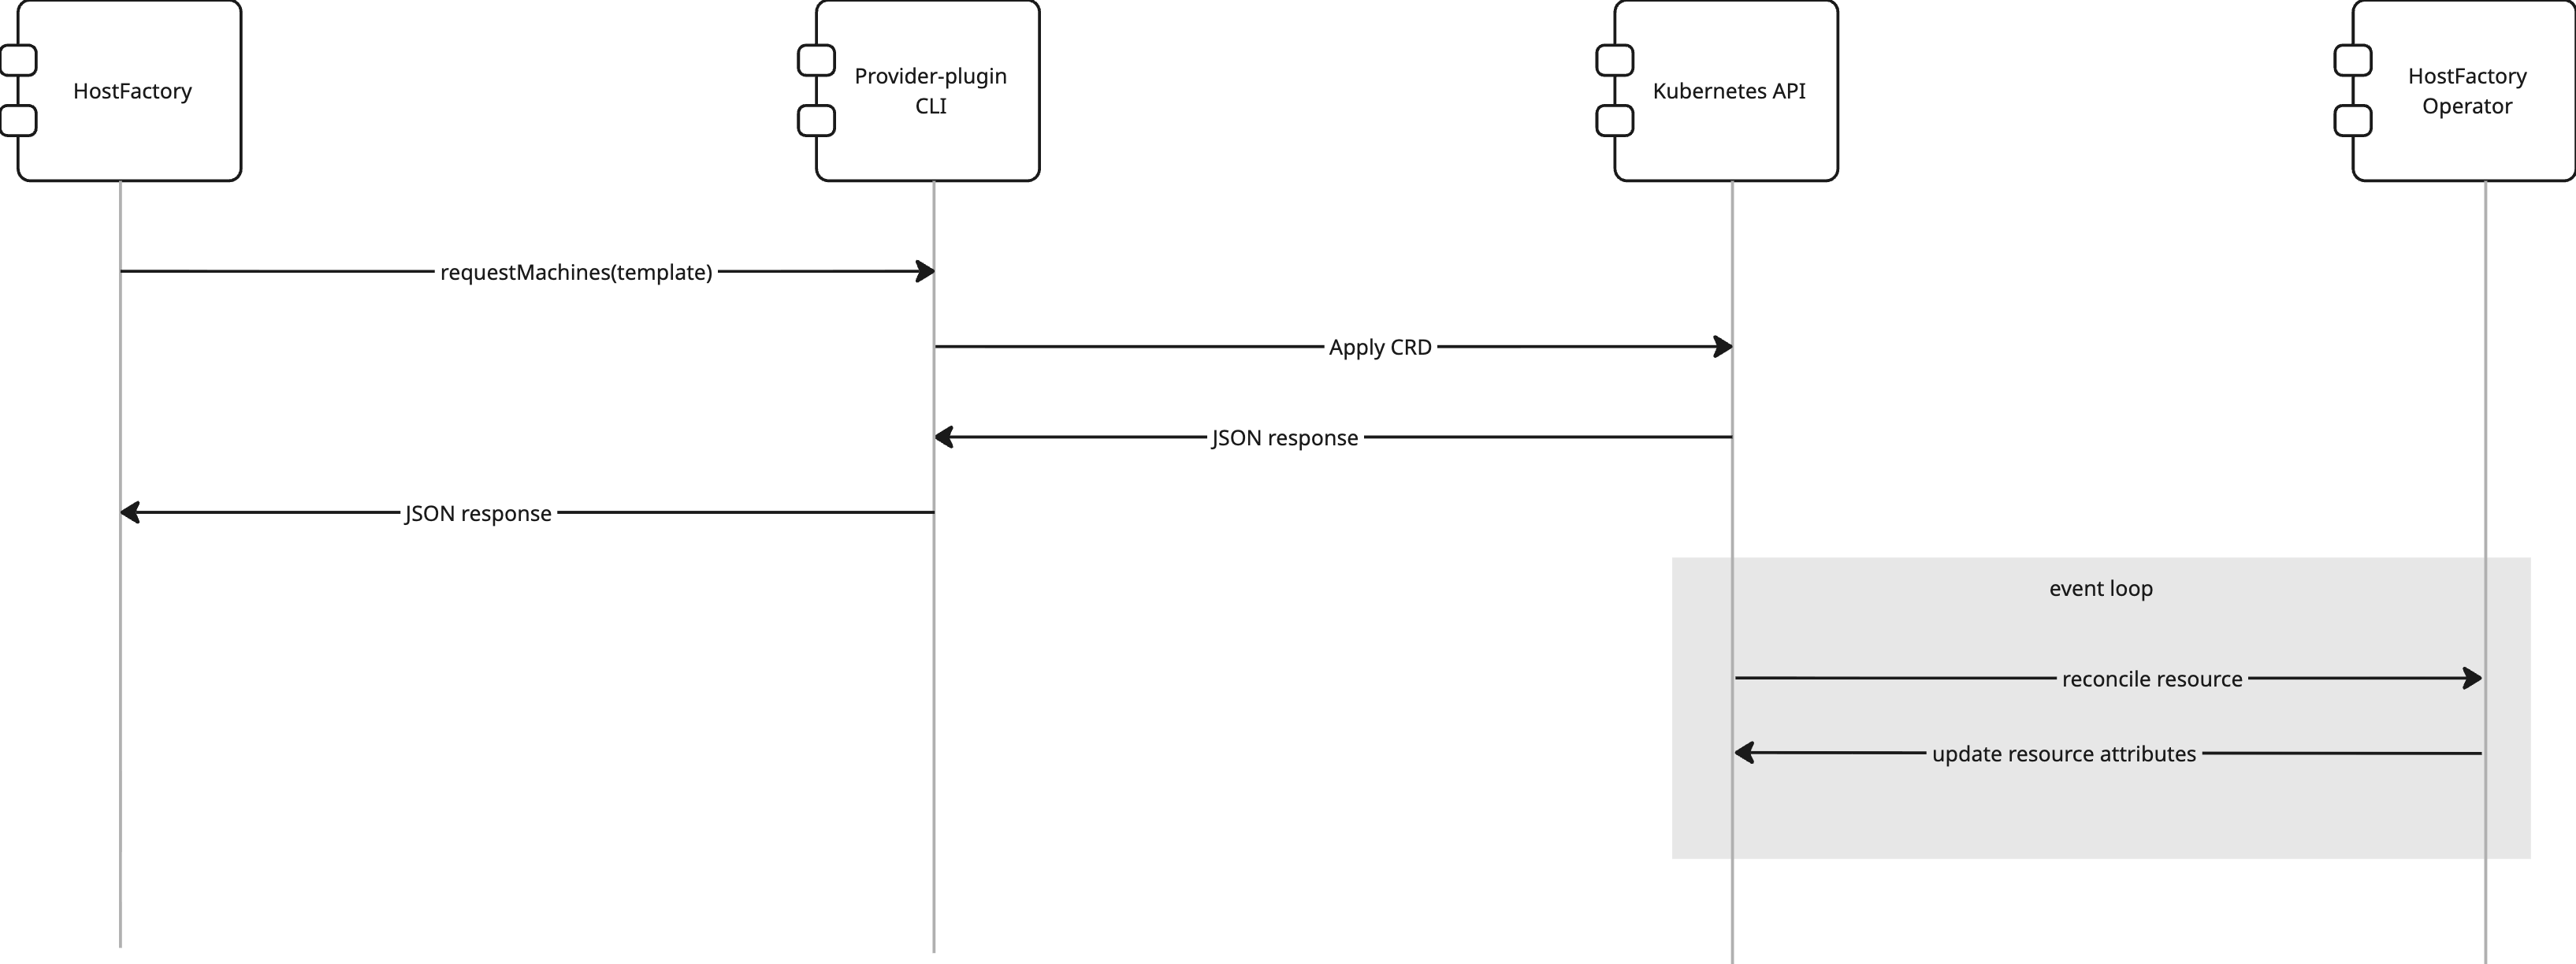 HostFactory
Provider-plugin
CLI
Kubernetes API
HostFactory
Operator
requestMachines(template)
Apply CRD
JSON response
JSON response
event loop
reconcile resource
update resource attributes